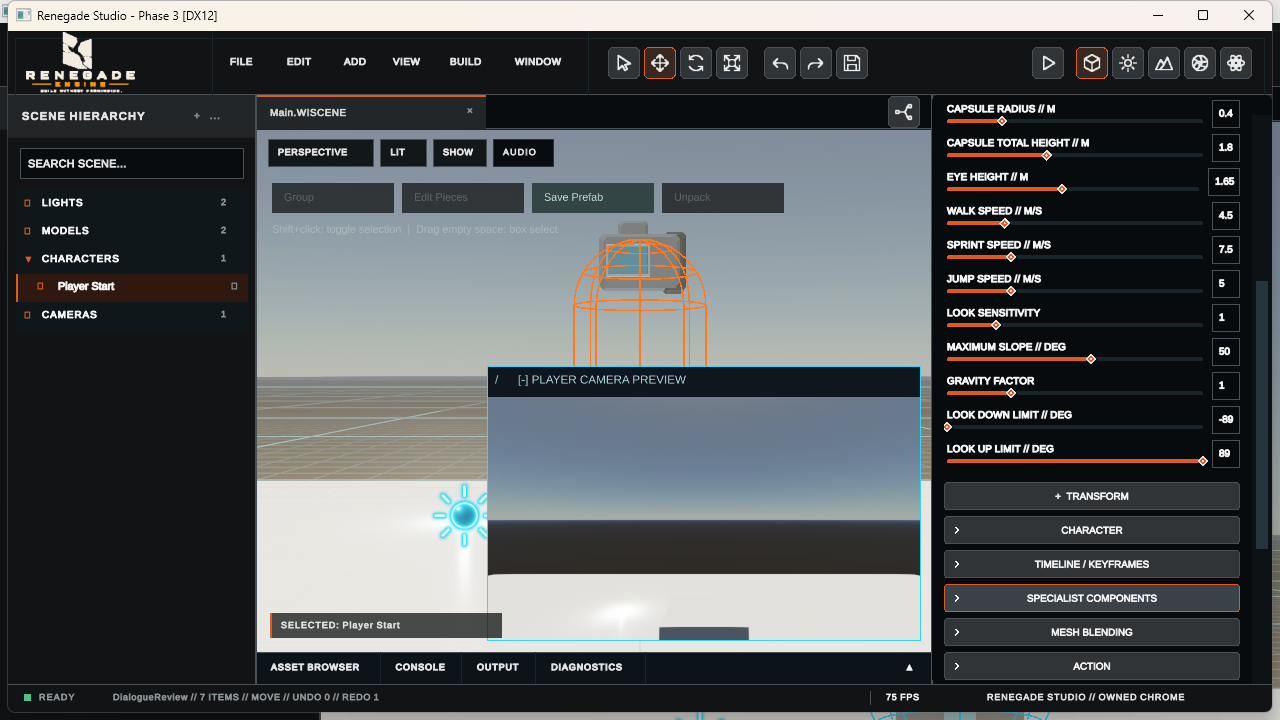 Renegade Studio - Phase 3 [DX12]
RENEGADE
ENGINE
BUILD WITHOUT PERMISSION.
FILE EDIT ADD VIEW BUILD WINDOW
SCENE HIERARCHY + ...
SEARCH SCENE...
LIGHTS 2
MODELS 2
CHARACTERS 1
Player Start
CAMERAS 1
Main.WISCENE ×
PERSPECTIVE LIT SHOW AUDIO
Group Edit Pieces Save Prefab Unpack
Shift+click: toggle selection | Drag empty space: box select
/ [-] PLAYER CAMERA PREVIEW
SELECTED: Player Start
ASSET BROWSER CONSOLE OUTPUT DIAGNOSTICS
CAPSULE RADIUS // M 0.4
CAPSULE TOTAL HEIGHT // M 1.8
EYE HEIGHT // M 1.65
WALK SPEED // M/S 4.5
SPRINT SPEED // M/S 7.5
JUMP SPEED // M/S 5
LOOK SENSITIVITY 1
MAXIMUM SLOPE // DEG 50
GRAVITY FACTOR 1
LOOK DOWN LIMIT // DEG -89
LOOK UP LIMIT // DEG 89
+ TRANSFORM
CHARACTER
TIMELINE / KEYFRAMES
SPECIALIST COMPONENTS
MESH BLENDING
ACTION
READY DialogueReview // 7 ITEMS // MOVE // UNDO 0 // REDO 1 75 FPS RENEGADE STUDIO // OWNED CHROME